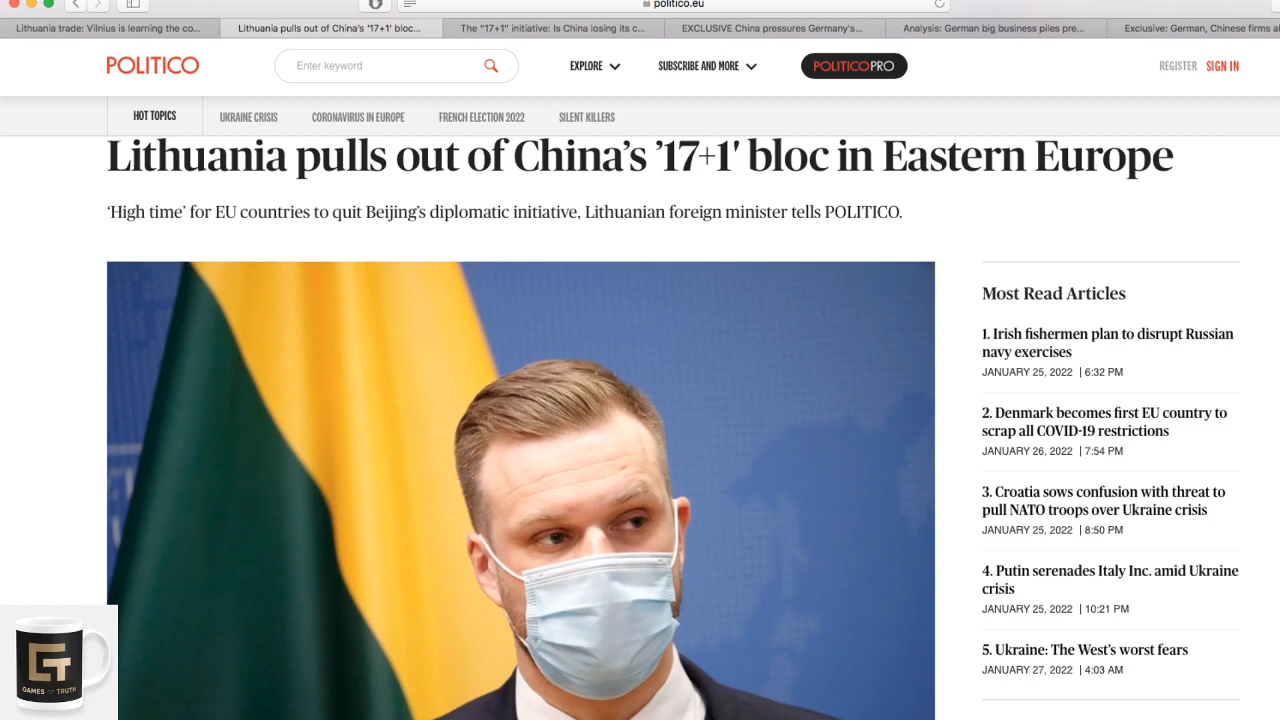 politico.eu
Lithuania trade: Vilnius is learning the co...
Lithuania pulls out of China's '17+1' bloc...
The "17+1" initiative: Is China losing its c...
EXCLUSIVE China pressures Germany's...
Analysis: German big business piles pre...
Exclusive: German, Chinese firms al
POLITICO
Enter keyword
EXPLORE
SUBSCRIBE AND MORE
POLITICOPRO
REGISTER
SIGN IN
HOT TOPICS
UKRAINE CRISIS
CORONAVIRUS IN EUROPE
FRENCH ELECTION 2022
SILENT KILLERS
Lithuania pulls out of China’s ’17+1′ bloc in Eastern Europe
‘High time’ for EU countries to quit Beijing’s diplomatic initiative, Lithuanian foreign minister tells POLITICO.
Most Read Articles
1. Irish fishermen plan to disrupt Russian
navy exercises
JANUARY 25, 2022 | 6:32 PM
2. Denmark becomes first EU country to
scrap all COVID-19 restrictions
JANUARY 26, 2022 | 7:54 PM
3. Croatia sows confusion with threat to
pull NATO troops over Ukraine crisis
JANUARY 25, 2022 | 8:50 PM
4. Putin serenades Italy Inc. amid Ukraine
crisis
JANUARY 25, 2022 | 10:21 PM
5. Ukraine: The West’s worst fears
JANUARY 27, 2022 | 4:03 AM
GT
GAMES OF TRUTH